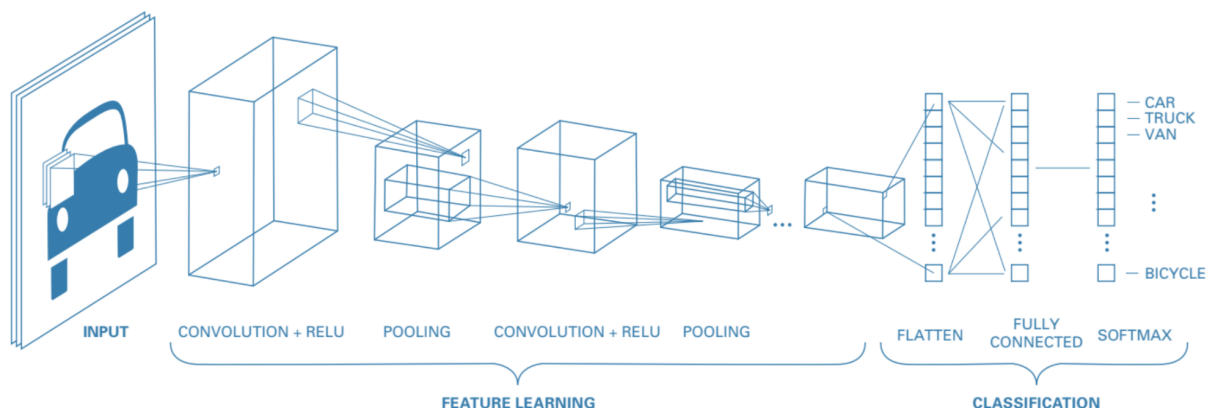 CAR
TRUCK
VAN
BICYCLE
INPUT
CONVOLUTION + RELU
POOLING
CONVOLUTION + RELU
POOLING
FLATTEN
FULLY
CONNECTED
SOFTMAX
FEATURE LEARNING
CLASSIFICATION